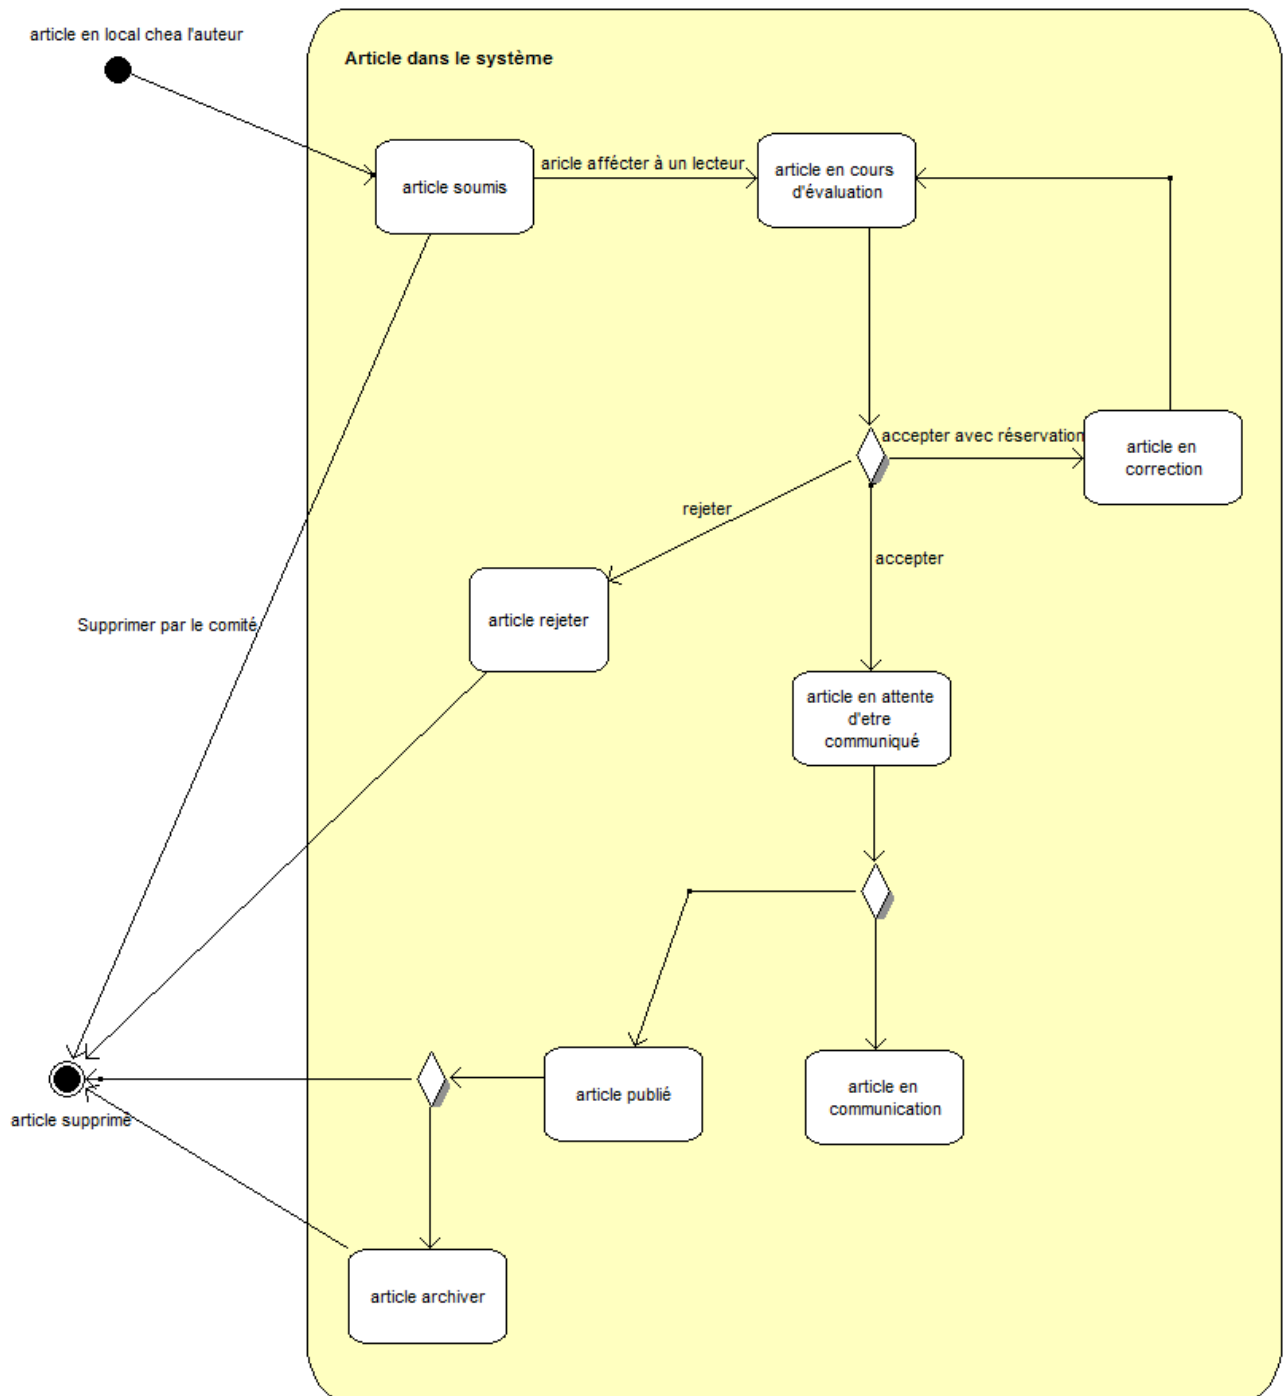 article en local chea l'auteur
Article dans le système
article soumis
aricle affécter à un lecteur
article en cours
d'évaluation
accepter avec réservation
article en
correction
rejeter
accepter
article rejeter
Supprimer par le comité
article en attente
d'etre
communiqué
article publié
article en
communication
article supprimé
article archiver